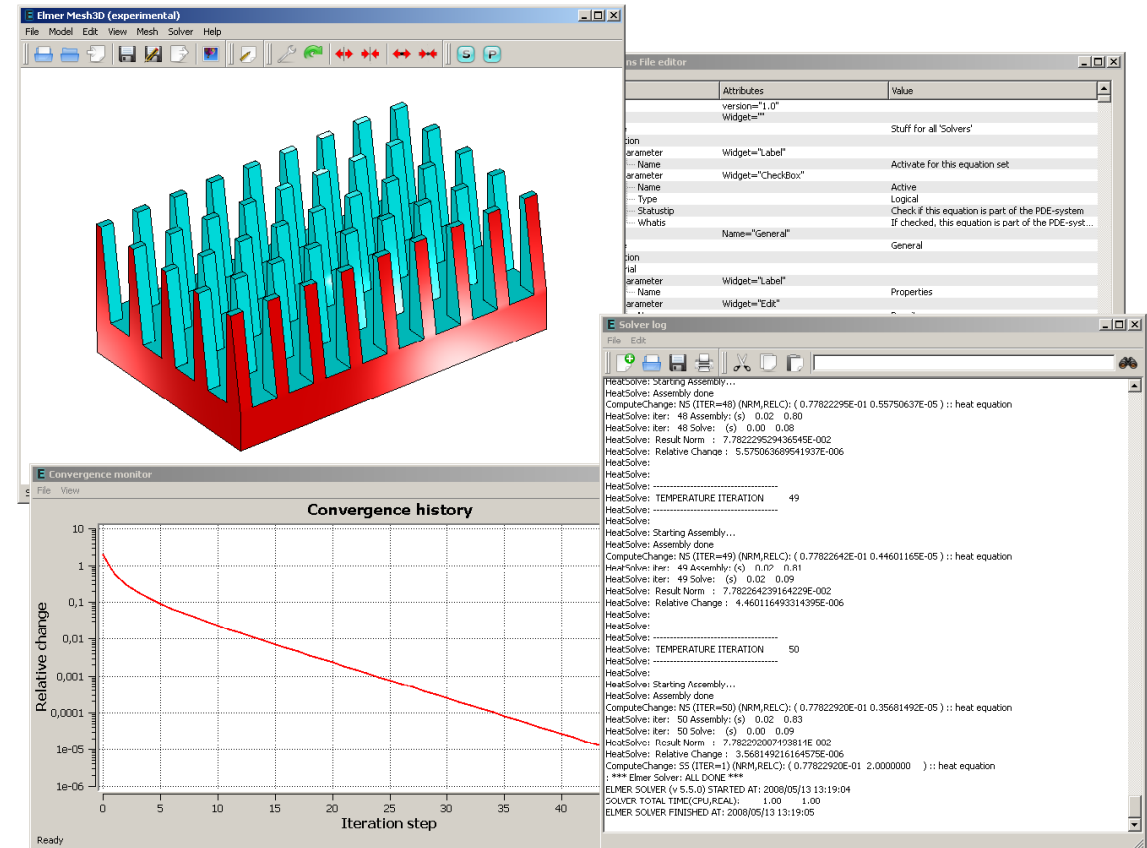 Elmer Mesh3D (experimental)
File Model Edit View Mesh Solver Help
S P
ns File editor
Attributes Value
version="1.0"
Widget=""
Stuff for all 'Solvers'
tion
arameter Widget="Label"
Name Activate for this equation set
arameter Widget="CheckBox"
Name Active
Type Logical
Statustip Check if this equation is part of the PDE-system
Whatis If checked, this equation is part of the PDE-syst...
Name="General"
General
tion
rial
arameter Widget="Label"
Name Properties
arameter Widget="Edit"
Solver log
File Edit
HeatSolve: Starting Assembly...
HeatSolve: Assembly done
ComputeChange: NS (ITER=48) (NRM,RELC): ( 0.77822295E-01 0.55750637E-05 ) :: heat equation
HeatSolve: iter: 48 Assembly: (s) 0.02 0.80
HeatSolve: iter: 48 Solve: (s) 0.00 0.08
HeatSolve: Result Norm : 7.782229529436545E-002
HeatSolve: Relative Change : 5.575063689541937E-006
HeatSolve:
HeatSolve:
HeatSolve: -------------------------------------
HeatSolve: TEMPERATURE ITERATION 49
HeatSolve: -------------------------------------
HeatSolve:
HeatSolve: Starting Assembly...
HeatSolve: Assembly done
ComputeChange: NS (ITER=49) (NRM,RELC): ( 0.77822642E-01 0.44601165E-05 ) :: heat equation
HeatSolve: iter: 49 Assembly: (s) 0.02 0.81
HeatSolve: iter: 49 Solve: (s) 0.02 0.09
HeatSolve: Result Norm : 7.782264239164229E-002
HeatSolve: Relative Change : 4.460116493314395E-006
HeatSolve:
HeatSolve:
HeatSolve: -------------------------------------
HeatSolve: TEMPERATURE ITERATION 50
HeatSolve: -------------------------------------
HeatSolve:
HeatSolve: Starting Assembly...
HeatSolve: Assembly done
ComputeChange: NS (ITER=50) (NRM,RELC): ( 0.77822920E-01 0.35681492E-05 ) :: heat equation
HeatSolve: iter: 50 Assembly: (s) 0.02 0.83
HeatSolve: iter: 50 Solve: (s) 0.00 0.09
HeatSolve: Result Norm : 7.782292007493814E-002
HeatSolve: Relative Change : 3.568149216164575E-006
ComputeChange: SS (ITER=1) (NRM,RELC): ( 0.77822920E-01 2.0000000 ) :: heat equation
: *** Elmer Solver: ALL DONE ***
ELMER SOLVER (v 5.5.0) STARTED AT: 2008/05/13 13:19:04
SOLVER TOTAL TIME(CPU,REAL): 1.00 1.00
ELMER SOLVER FINISHED AT: 2008/05/13 13:19:05
Convergence monitor
File View
Convergence history
10
1
0,1
0,01
0,001
0,0001
1e-05
1e-06
Relative change
0 5 10 15 20 25 30 35 40
Iteration step
Ready